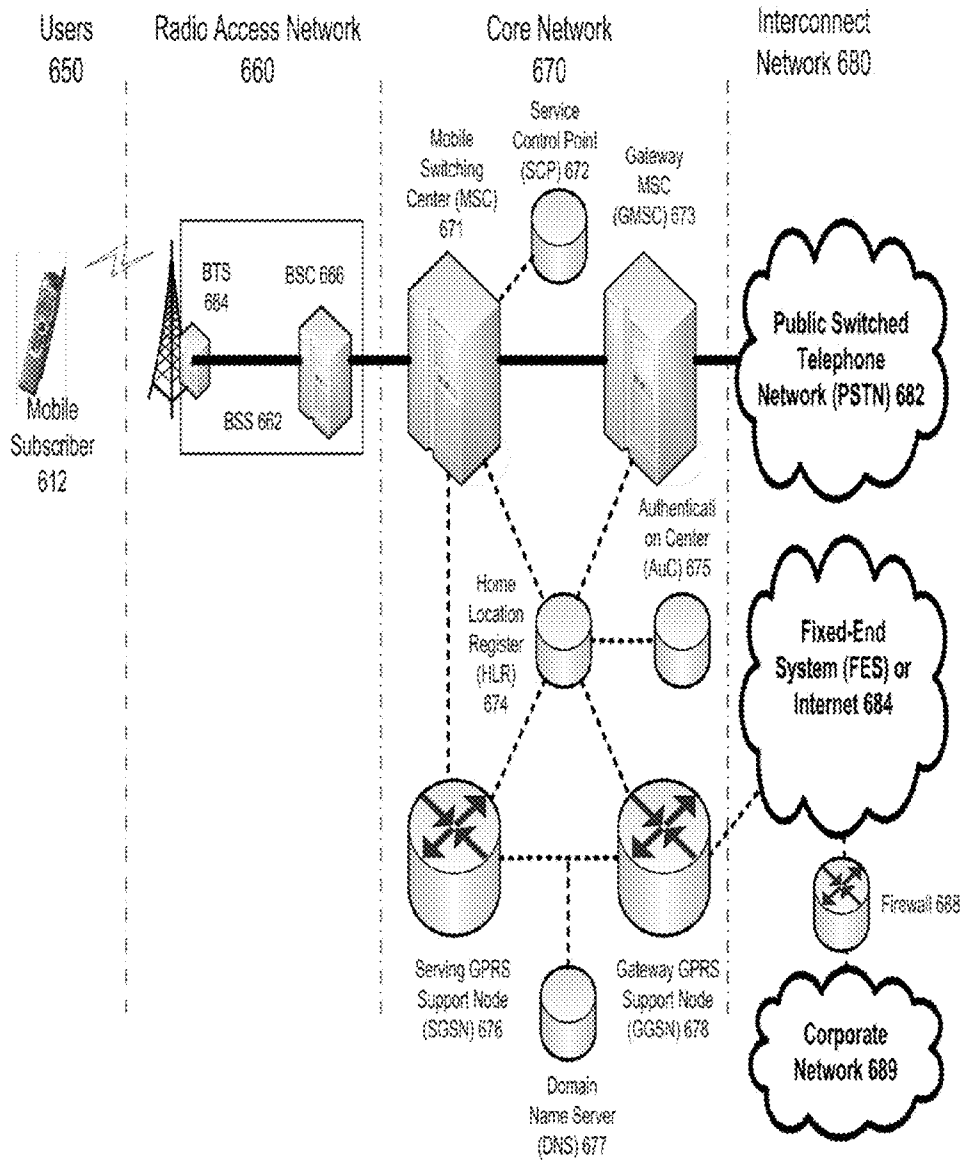 Users
650
Radio Access Network
660
Core Network
670
Interconnect
Network 680
Mobile
Switching
Center (MSC)
671
Service
Control Point
(SCP) 672
Gateway
MSC
(GMSC) 673
BTS
664
BSC 666
BSS 662
Mobile
Subscriber
612
Public Switched
Telephone
Network (PSTN) 682
Authenticati
on Center
(AuC) 675
Home
Location
Register
(HLR)
674
Fixed-End
System (FES) or
Internet 684
Firewall 688
Serving GPRS
Support Node
(SGSN) 676
Gateway GPRS
Support Node
(GGSN) 678
Corporate
Network 689
Domain
Name Server
(DNS) 677